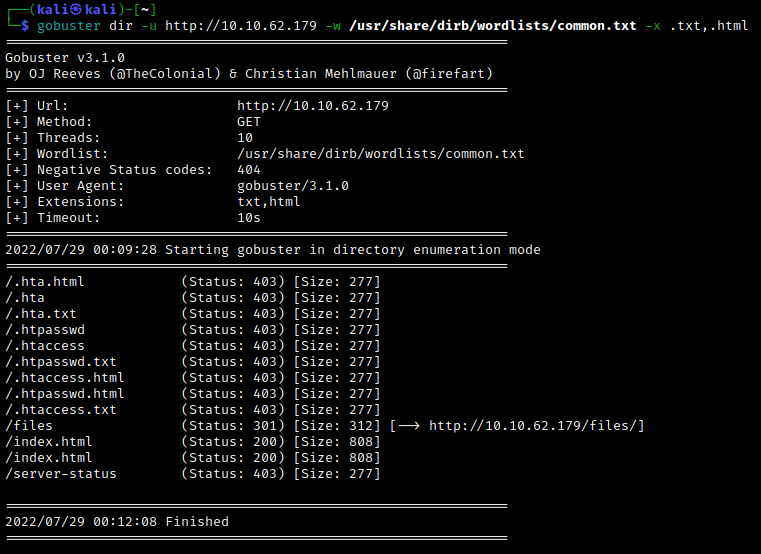 ┌──(kali㉿kali)-[~]
└─$ gobuster dir -u http://10.10.62.179 -w /usr/share/dirb/wordlists/common.txt -x .txt,.html
===============================================================
Gobuster v3.1.0
by OJ Reeves (@TheColonial) & Christian Mehlmauer (@firefart)
===============================================================
[+] Url:                     http://10.10.62.179
[+] Method:                  GET
[+] Threads:                 10
[+] Wordlist:                /usr/share/dirb/wordlists/common.txt
[+] Negative Status codes:   404
[+] User Agent:              gobuster/3.1.0
[+] Extensions:              txt,html
[+] Timeout:                 10s
===============================================================
2022/07/29 00:09:28 Starting gobuster in directory enumeration mode
===============================================================
/.hta.html            (Status: 403) [Size: 277]
/.hta                 (Status: 403) [Size: 277]
/.hta.txt             (Status: 403) [Size: 277]
/.htpasswd            (Status: 403) [Size: 277]
/.htaccess            (Status: 403) [Size: 277]
/.htpasswd.txt        (Status: 403) [Size: 277]
/.htaccess.html       (Status: 403) [Size: 277]
/.htpasswd.html       (Status: 403) [Size: 277]
/.htaccess.txt        (Status: 403) [Size: 277]
/files                (Status: 301) [Size: 312] [--> http://10.10.62.179/files/]
/index.html           (Status: 200) [Size: 808]
/index.html           (Status: 200) [Size: 808]
/server-status        (Status: 403) [Size: 277]
===============================================================
2022/07/29 00:12:08 Finished
===============================================================